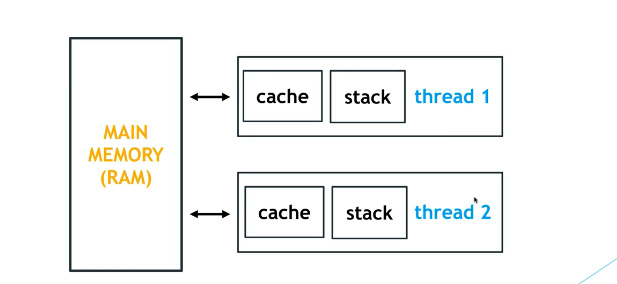 MAIN
MEMORY
(RAM)
cache stack thread 1
cache stack thread 2